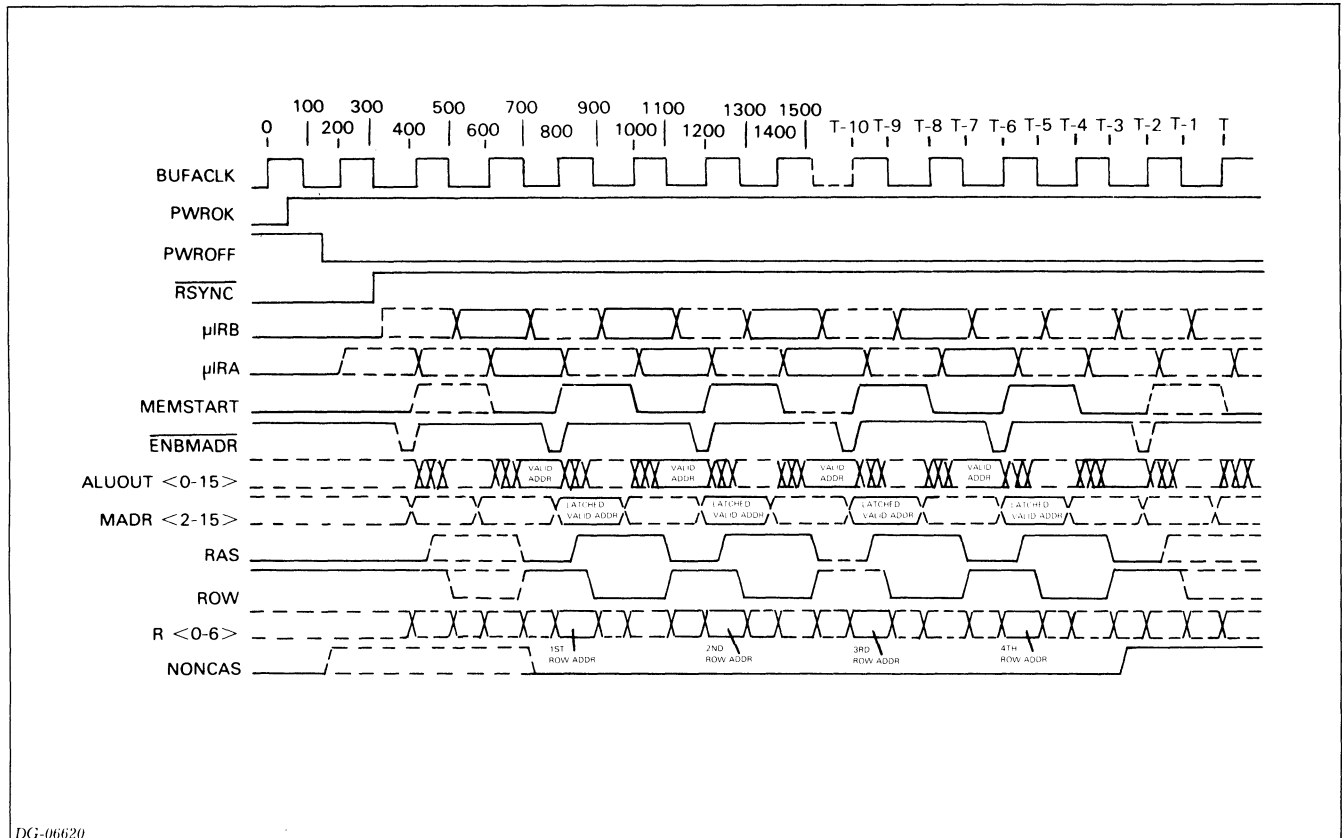 100 300 500 700 900 1100 1300 1500
0 200 400 600 800 1000 1200 1400 T-10 T-9 T-8 T-7 T-6 T-5 T-4 T-3 T-2 T-1 T
BUFACLK
PWROK
PWROFF
RSYNC
μIRB
μIRA
MEMSTART
ENBMADR
ALUOUT <0-15>
VALID ADDR
VALID ADDR
VALID ADDR
VALID ADDR
MADR <2-15>
LATCHED VALID ADDR
LATCHED VALID ADDR
LATCHED VALID ADDR
LATCHED VALID ADDR
RAS
ROW
R <0-6>
1ST ROW ADDR
2ND ROW ADDR
3RD ROW ADDR
4TH ROW ADDR
NONCAS
DG-06620